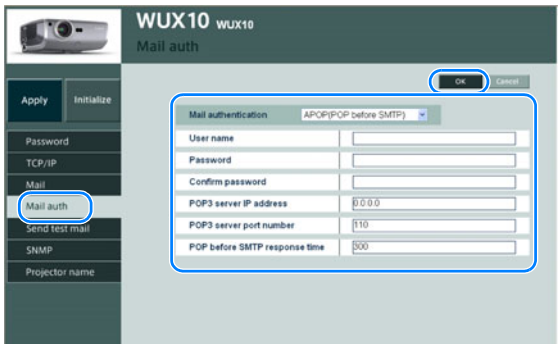 WUX10 WUX10
Mail auth
OK Cancel
Apply Initialize
Password
TCP/IP
Mail
Mail auth
Send test mail
SNMP
Projector name
Mail authentication APOP(POP before SMTP)
User name
Password
Confirm password
POP3 server IP address 0.0.0.0
POP3 server port number 110
POP before SMTP response time 300